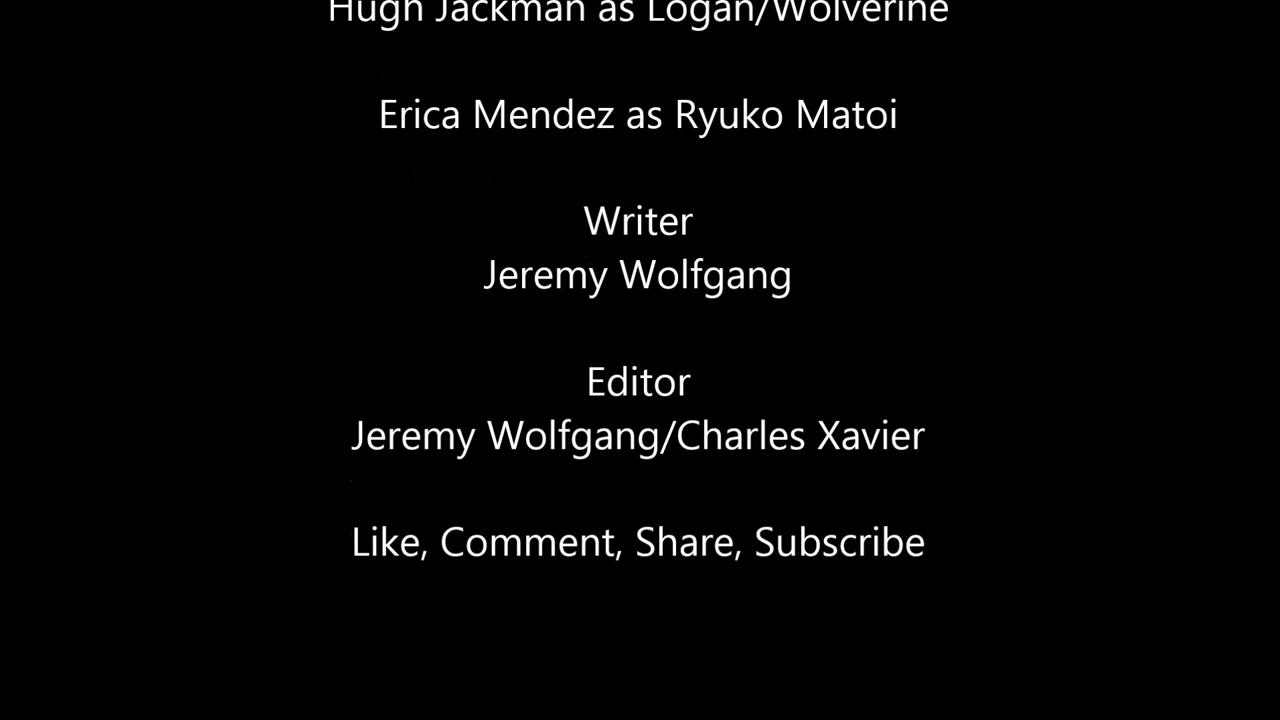 Hugh Jackman as Logan/Wolverine
Erica Mendez as Ryuko Matoi
Writer
Jeremy Wolfgang
Editor
Jeremy Wolfgang/Charles Xavier
Like, Comment, Share, Subscribe